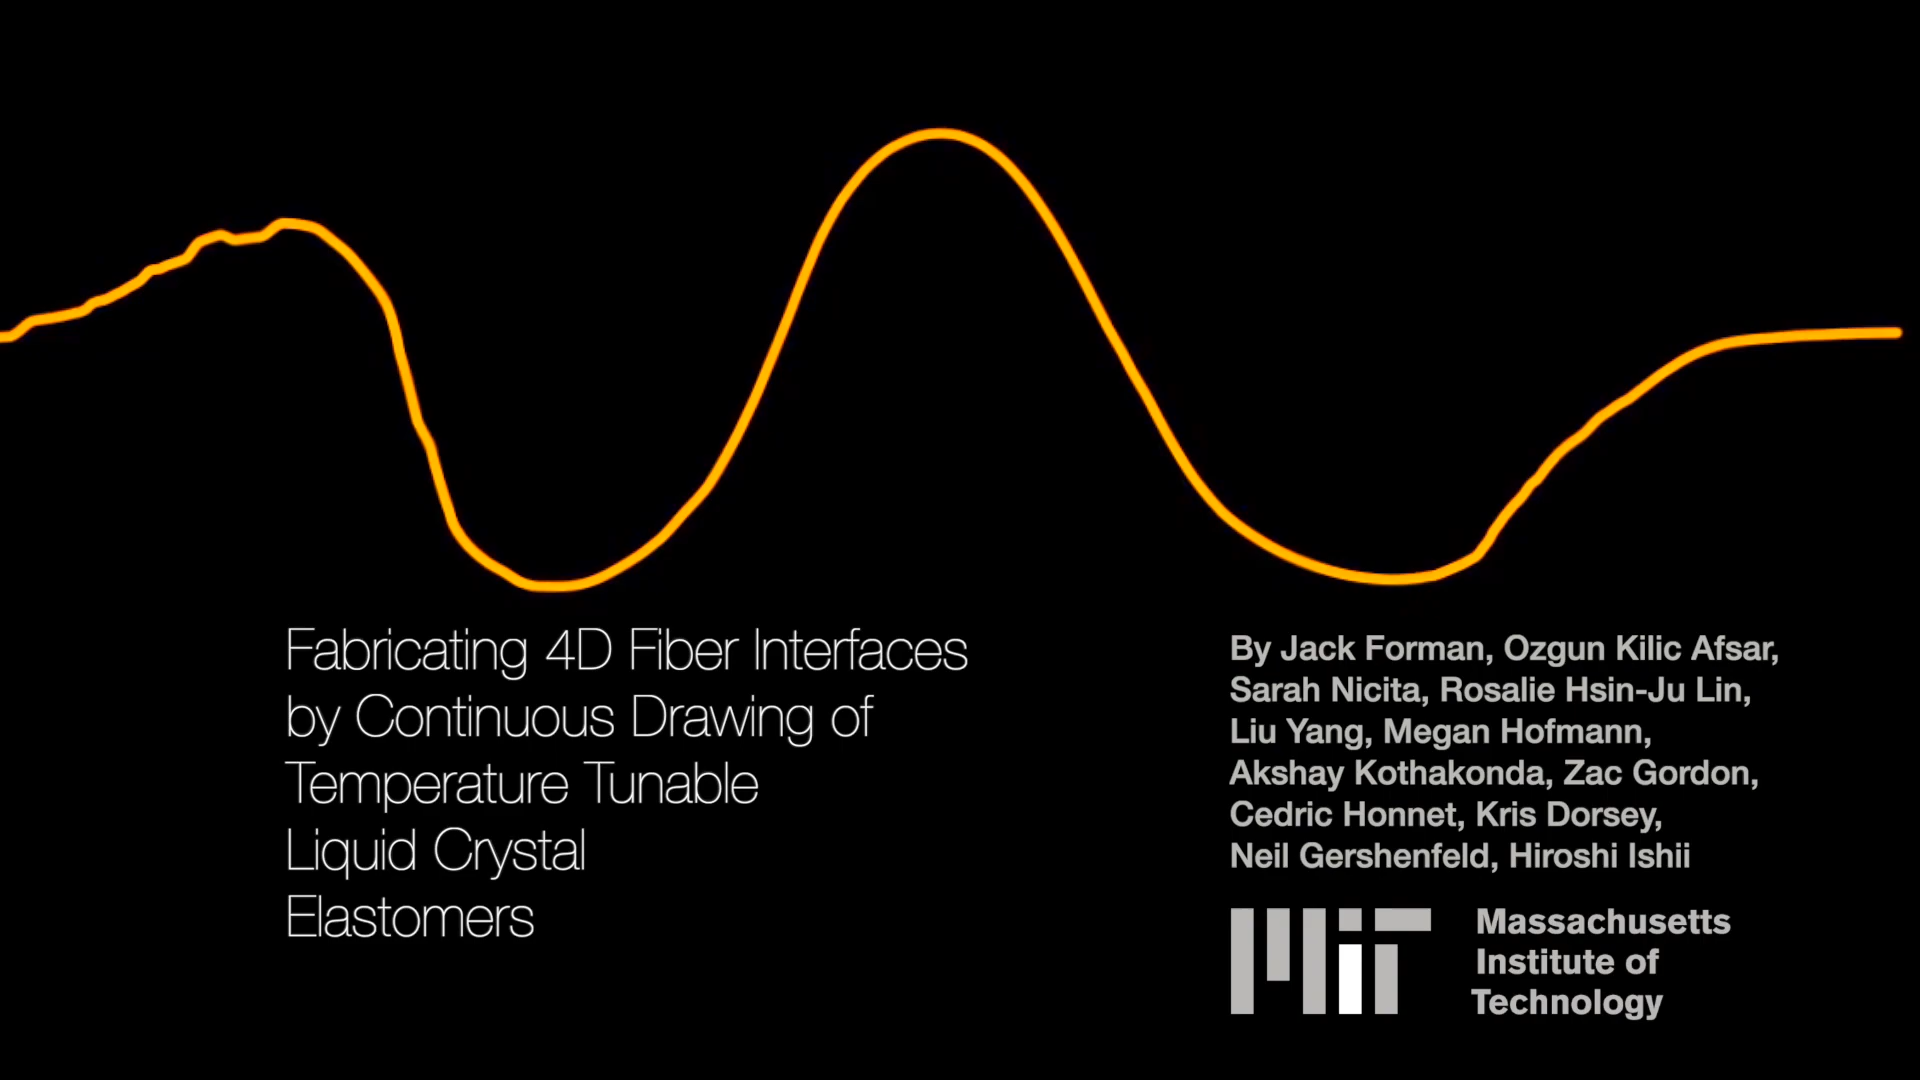 Fabricating 4D Fiber Interfaces
by Continuous Drawing of
Temperature Tunable
Liquid Crystal
Elastomers
By Jack Forman, Ozgun Kilic Afsar,
Sarah Nicita, Rosalie Hsin-Ju Lin,
Liu Yang, Megan Hofmann,
Akshay Kothakonda, Zac Gordon,
Cedric Honnet, Kris Dorsey,
Neil Gershenfeld, Hiroshi Ishii
MIT
Massachusetts
Institute of
Technology